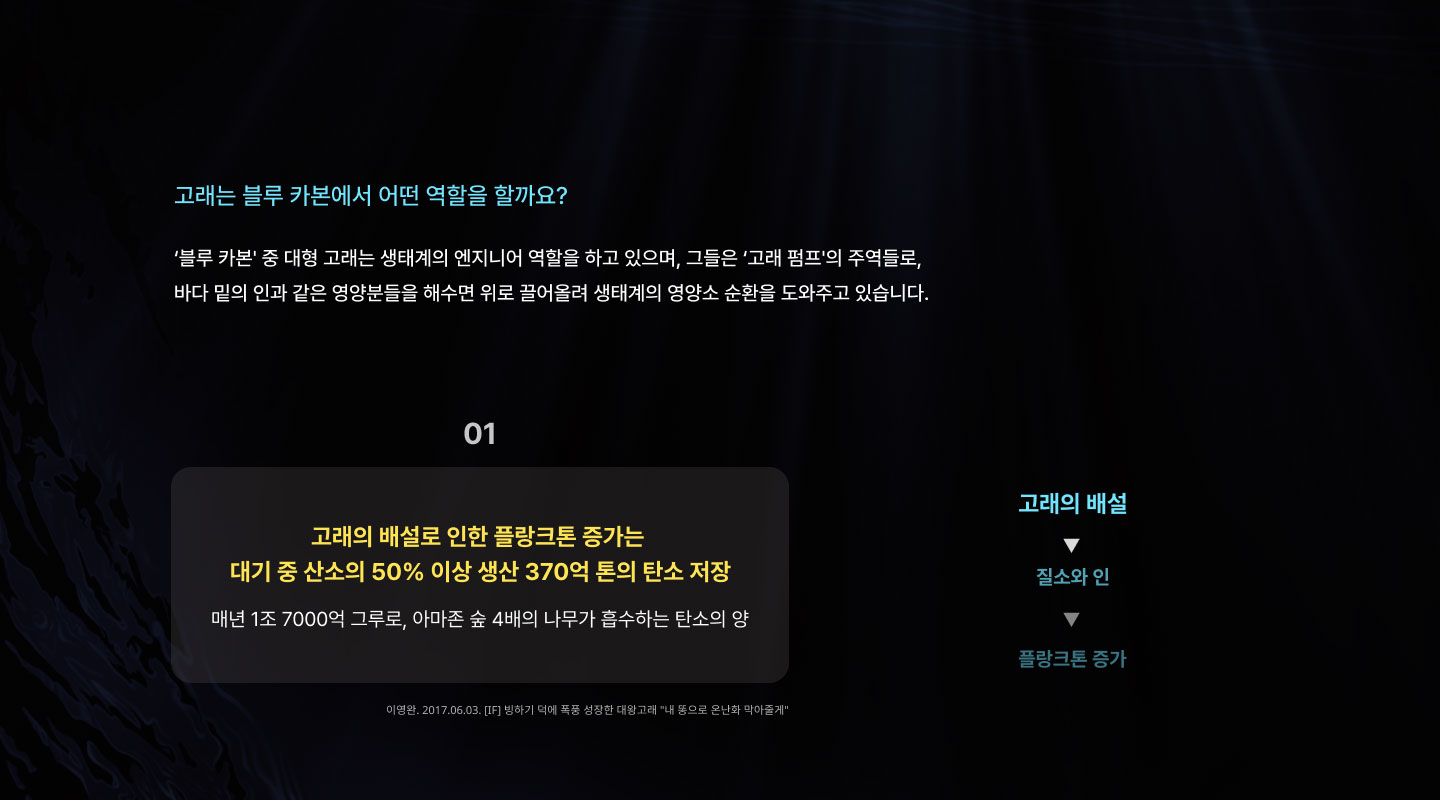 고래는 블루 카본에서 어떤 역할을 할까요?
‘블루 카본' 중 대형 고래는 생태계의 엔지니어 역할을 하고 있으며, 그들은 ‘고래 펌프'의 주역들로,
바다 밑의 인과 같은 영양분들을 해수면 위로 끌어올려 생태계의 영양소 순환을 도와주고 있습니다.
01
고래의 배설로 인한 플랑크톤 증가는
대기 중 산소의 50% 이상 생산 370억 톤의 탄소 저장
매년 1조 7000억 그루로, 아마존 숲 4배의 나무가 흡수하는 탄소의 양
이영완. 2017.06.03. [IF] 빙하기 덕에 폭풍 성장한 대왕고래 "내 똥으로 온난화 막아줄게"
고래의 배설
▼
질소와 인
▼
플랑크톤 증가